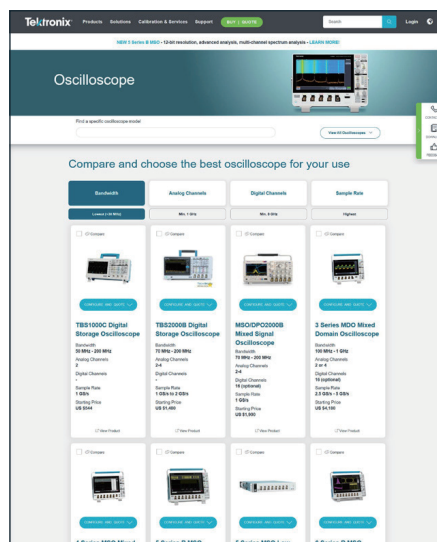 Tektronix
Products Solutions Calibration & Services Support BUY | QUOTE Search Login
NEW 5 Series B MSO - 12-bit resolution, advanced analysis, multi-channel spectrum analysis - LEARN MORE!
Oscilloscope
Find a specific oscilloscope model
View All Oscilloscopes
Compare and choose the best oscilloscope for your use
Bandwidth Analog Channels Digital Channels Sample Rate
Highest
Compare Compare Compare Compare
CONFIGURE AND QUOTE CONFIGURE AND QUOTE CONFIGURE AND QUOTE CONFIGURE AND QUOTE
TBS1000C Digital Storage Oscilloscope
Bandwidth
50 MHz - 200 MHz
Analog Channels
2
Digital Channels
-
Sample Rate
1 GS/s
Starting Price
US $544
View Product
TBS2000B Digital Storage Oscilloscope
Bandwidth
70 MHz - 200 MHz
Analog Channels
2-4
Digital Channels
-
Sample Rate
1 GS/s to 2 GS/s
Starting Price
View Product
MSO/DPO2000B Mixed Signal Oscilloscope
Bandwidth
70 MHz - 200 MHz
Analog Channels
2-4
Digital Channels
16 (optional)
Sample Rate
1 GS/s
Starting Price
View Product
3 Series MDO Mixed Domain Oscilloscope
Bandwidth
100 MHz - 1 GHz
Analog Channels
2 or 4
Digital Channels
16 (optional)
Sample Rate
2.5 GS/s - 5 GS/s
Starting Price
View Product
Compare Compare Compare Compare
CONFIGURE AND QUOTE CONFIGURE AND QUOTE CONFIGURE AND QUOTE CONFIGURE AND QUOTE